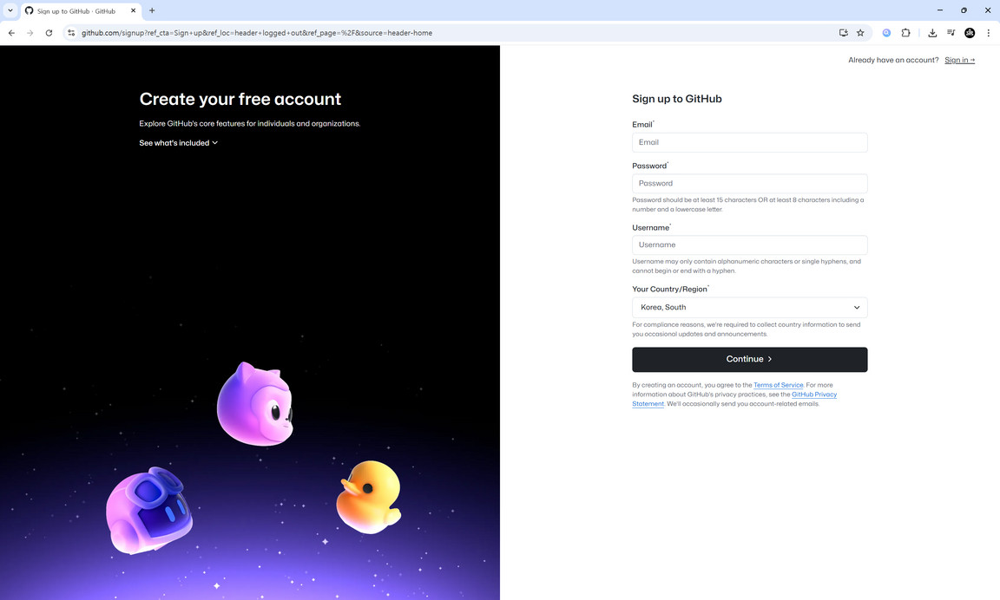 Sign up to GitHub · GitHub
github.com/signup?ref_cta=Sign+up&ref_loc=header+logged+out&ref_page=%2F&source=header-home
Already have an account? Sign in →
Create your free account
Explore GitHub's core features for individuals and organizations.
See what's included
Sign up to GitHub
Email*
Email
Password*
Password
Password should be at least 15 characters OR at least 8 characters including a
number and a lowercase letter.
Username*
Username
Username may only contain alphanumeric characters or single hyphens, and
cannot begin or end with a hyphen.
Your Country/Region*
Korea, South
For compliance reasons, we're required to collect country information to send
you occasional updates and announcements.
Continue
By creating an account, you agree to the Terms of Service. For more
information about GitHub's privacy practices, see the GitHub Privacy
Statement. We'll occasionally send you account-related emails.